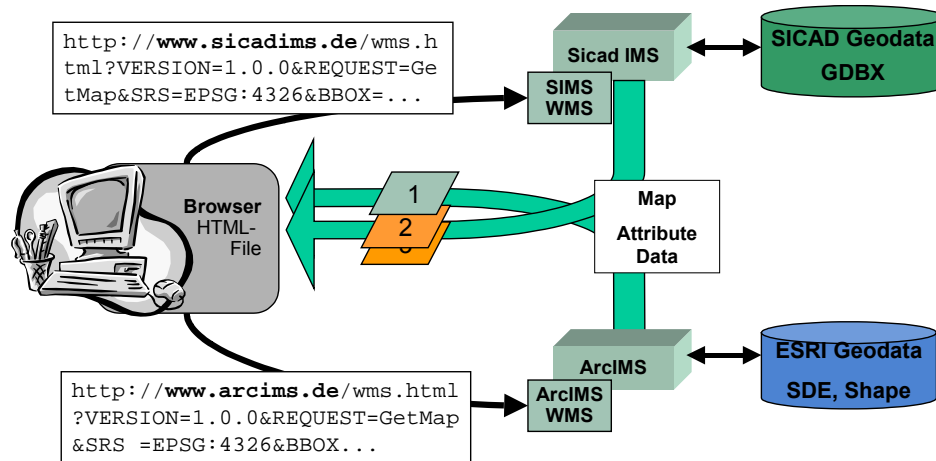 http://www.sicadims.de/wms.h
tml?VERSION=1.0.0&REQUEST=Ge
tMap&SRS=EPSG:4326&BBOX=...
Sicad IMS
SIMS
WMS
SICAD Geodata
GDBX
Browser
HTML-
File
1
2
Map
Attribute
Data
ArcIMS
ArcIMS
WMS
ESRI Geodata
SDE, Shape
http://www.arcims.de/wms.html
?VERSION=1.0.0&REQUEST=GetMap
&SRS =EPSG:4326&BBOX...